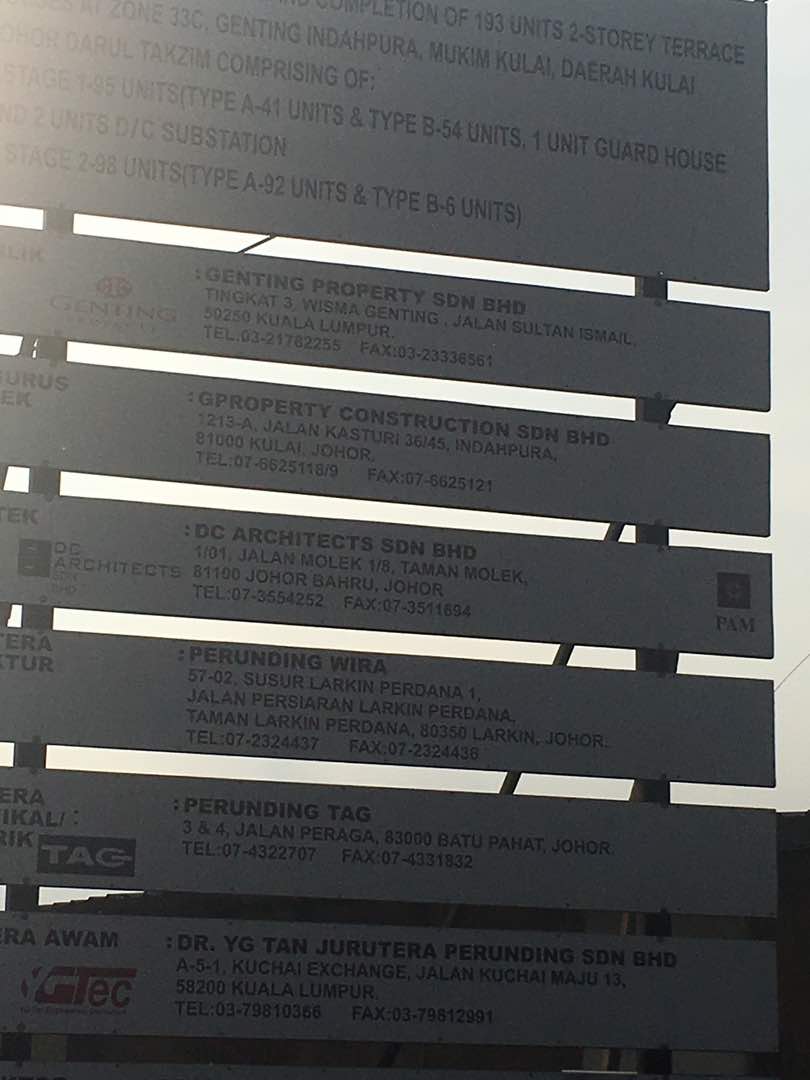 COMPLETION OF 193 UNITS 2-STOREY TERRACE
AT ZONE 33C, GENTING INDAHPURA, MUKIM KULAI, DAERAH KULAI
JOHOR DARUL TAKZIM COMPRISING OF:
STAGE 1-95 UNITS(TYPE A-41 UNITS & TYPE B-54 UNITS, 1 UNIT GUARD HOUSE
AND 2 UNITS D/C SUBSTATION
STAGE 2-98 UNITS(TYPE A-92 UNITS & TYPE B-6 UNITS)
LIK
GENTING
:GENTING PROPERTY SDN BHD
TINGKAT 3, WISMA GENTING , JALAN SULTAN ISMAIL,
50250 KUALA LUMPUR.
TEL.03-21782255 FAX:03-23336561
GURUS
EK
:GPROPERTY CONSTRUCTION SDN BHD
1213-A, JALAN KASTURI 36/45, INDAHPURA,
81000 KULAI, JOHOR.
TEL:07-6625118/9 FAX:07-6625121
TEK
DC
ARCHITECTS
SDN
BHD
:DC ARCHITECTS SDN BHD
1/01, JALAN MOLEK 1/8, TAMAN MOLEK,
81100 JOHOR BAHRU, JOHOR
TEL:07-3554252 FAX:07-3511694
PAM
TERA
KTUR
:PERUNDING WIRA
57-02, SUSUR LARKIN PERDANA 1,
JALAN PERSIARAN LARKIN PERDANA,
TAMAN LARKIN PERDANA, 80350 LARKIN, JOHOR.
TEL:07-2324437 FAX:07-2324436
ERA
IKAL/ :
RIK
TAG
:PERUNDING TAG
3 & 4, JALAN PERAGA, 83000 BATU PAHAT, JOHOR.
TEL:07-4322707 FAX:07-4331832
ERA AWAM
YGTec
:DR. YG TAN JURUTERA PERUNDING SDN BHD
A-5-1, KUCHAI EXCHANGE, JALAN KUCHAI MAJU 13,
58200 KUALA LUMPUR.
TEL:03-79810366 FAX:03-79812991